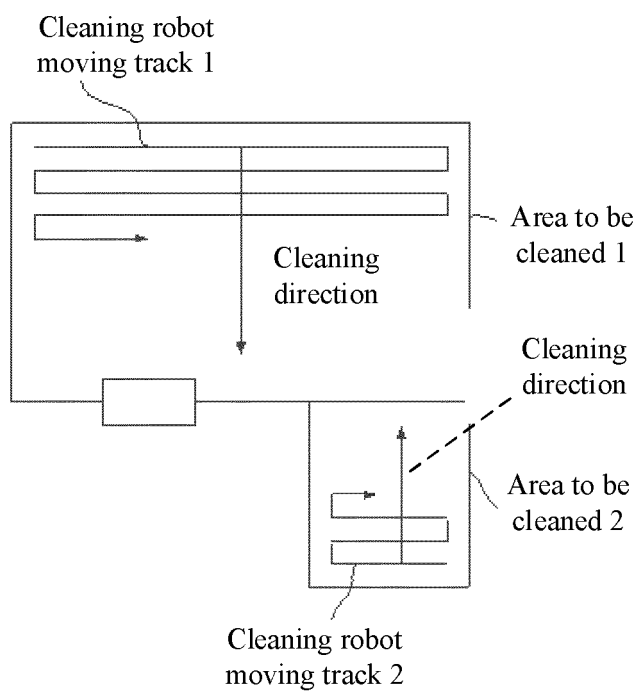 Cleaning robot
moving track 1
Area to be
cleaned 1
Cleaning
direction
Cleaning
direction
Area to be
cleaned 2
Cleaning robot
moving track 2